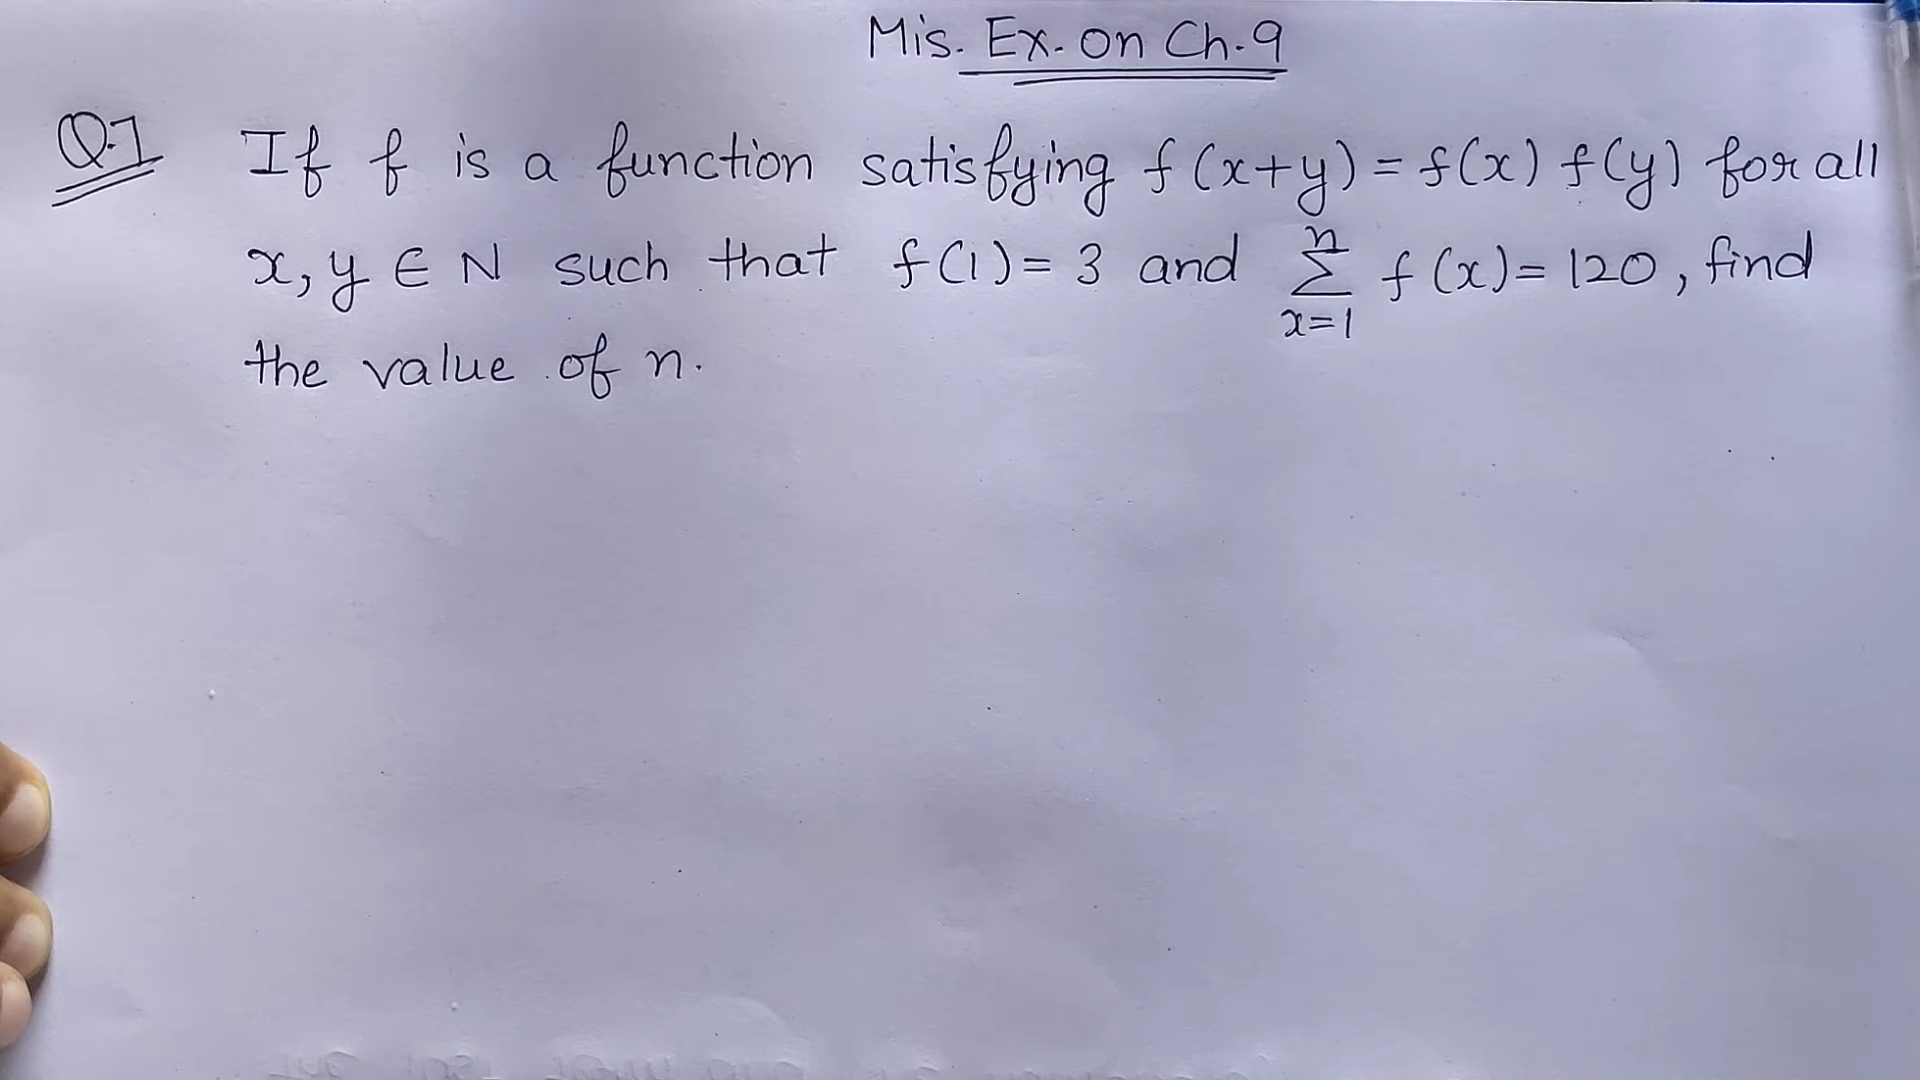 Mis. Ex. on Ch.9
Q.1 If f is a function satisfying f(x+y) = f(x) f(y) for all
x, y ∈ N such that f(1) = 3 and \sum_{x=1}^{n} f(x) = 120, find
the value of n.